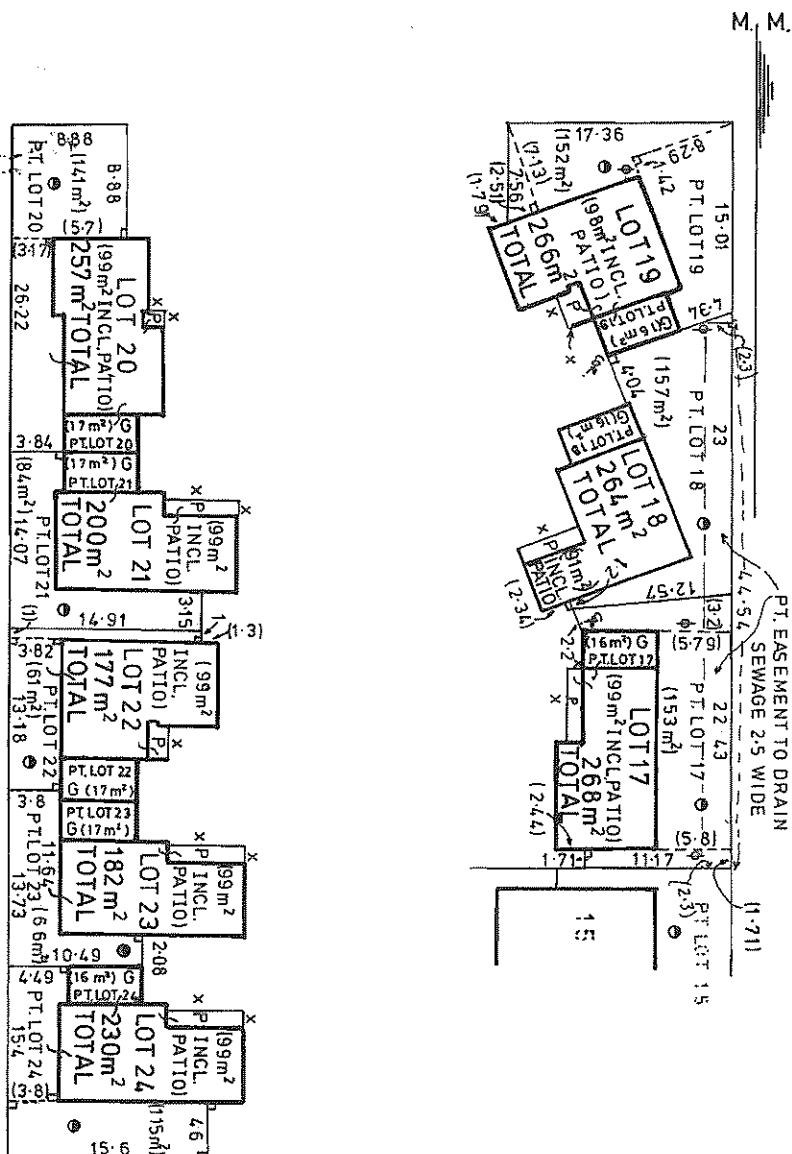 M. M.
17·36
8·29
1·42
(152m²)
(7·13)
2·56
(2·51)
(1·79)
15·01
PT. LOT 19
LOT 19
(98m² INCL.
PATIO)
266m²
TOTAL
P
x
x
G(16m²)
PT. LOT 19
4·34
(2·3)
4·04
(157m²)
PT. LOT 18
23
G(16m²)
PT. LOT 18
LOT 18
264m²
TOTAL
(91m²
INCL.
PATIO)
P
x
2·1
(2·34)
12·57
(3·2)
44·54
PT. EASEMENT TO DRAIN
SEWAGE 2·5 WIDE
2·2
(5·79)
(16m²) G
PT. LOT 17
LOT 17
(99m² INCL. PATIO)
268m²
TOTAL
P
x
(153m²)
PT. LOT 17
22·43
(2·44)
(5·8)
1·71
11·17
(2·3)
(1·71)
PT. LOT 15
15
8·88
8·88
(141m²)
PT. LOT 20
(5·7)
(3·17)
26·22
LOT 20
(99m² INCL. PATIO)
257m² TOTAL
P
x
x
(17m²) G
PT. LOT 20
3·84
(17m²) G
PT. LOT 21
(84m²)
14·07
PT. LOT 21
LOT 21
200m²
TOTAL
(99m²
INCL.
PATIO)
P
x
x
3·15
14·91
(1)
1
(1·3)
3·82
(61m²)
13·18
PT. LOT 22
(99m²
INCL.
PATIO)
LOT 22
177m²
TOTAL
P
x
PT. LOT 22
G (17m²)
3·8
PT. LOT 23
G (17m²)
PT. LOT 23
11·64
13·73
(66m²)
LOT 23
182m²
TOTAL
(99m²
INCL.
PATIO)
P
x
x
10·49
2·08
4·49
(16m²) G
PT. LOT 24
PT. LOT 24
15·4
LOT 24
230m²
TOTAL
(99m²
INCL.
PATIO)
P
x
x
(3·8)
(115m²)
4·6
15·6